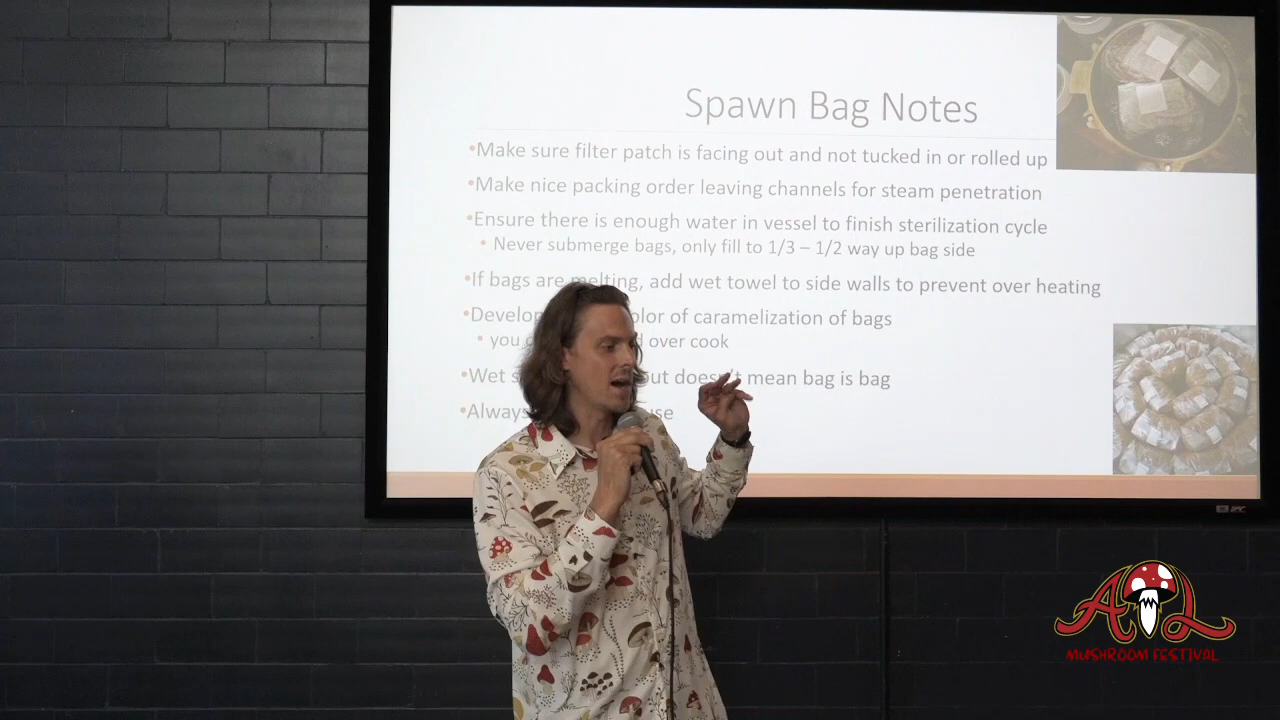 Spawn Bag Notes
•Make sure filter patch is facing out and not tucked in or rolled up
•Make nice packing order leaving channels for steam penetration
•Ensure there is enough water in vessel to finish sterilization cycle
• Never submerge bags, only fill to 1/3 – 1/2 way up bag side
•If bags are melting, add wet towel to side walls to prevent over heating
•Develop olor of caramelization of bags
• you over cook
•Wet but doesn't mean bag is bag
•Always use
AL
MUSHROOM FESTIVAL